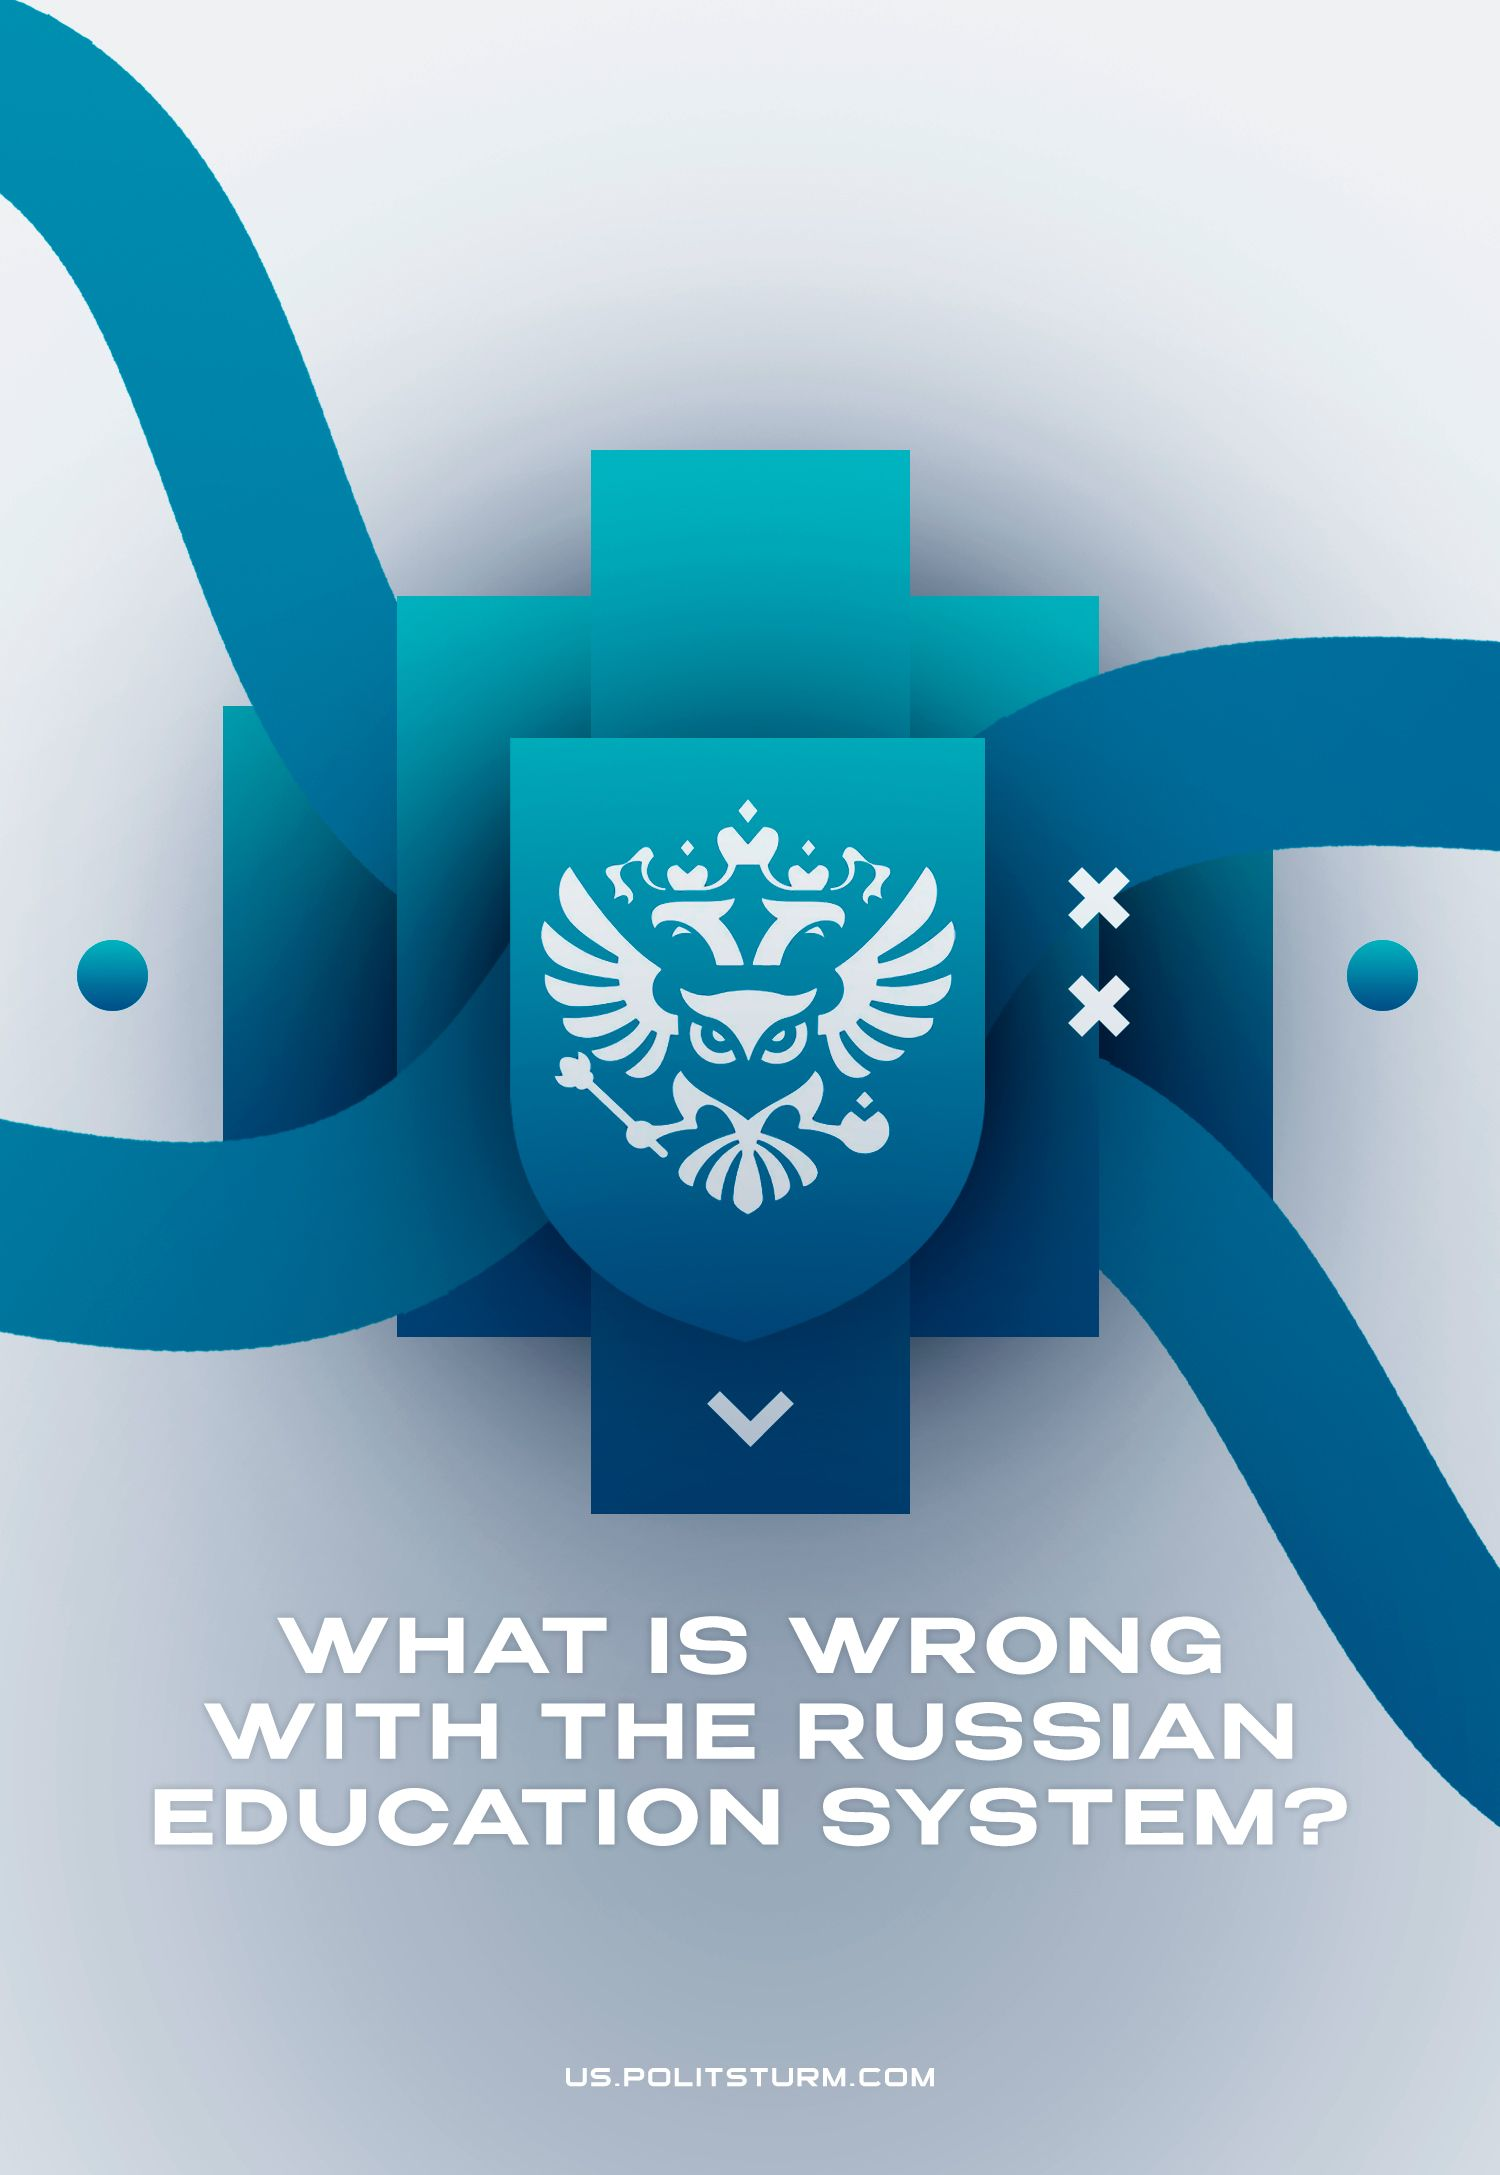 WHAT IS WRONG
WITH THE RUSSIAN
EDUCATION SYSTEM?
US.POLITSTURM.COM